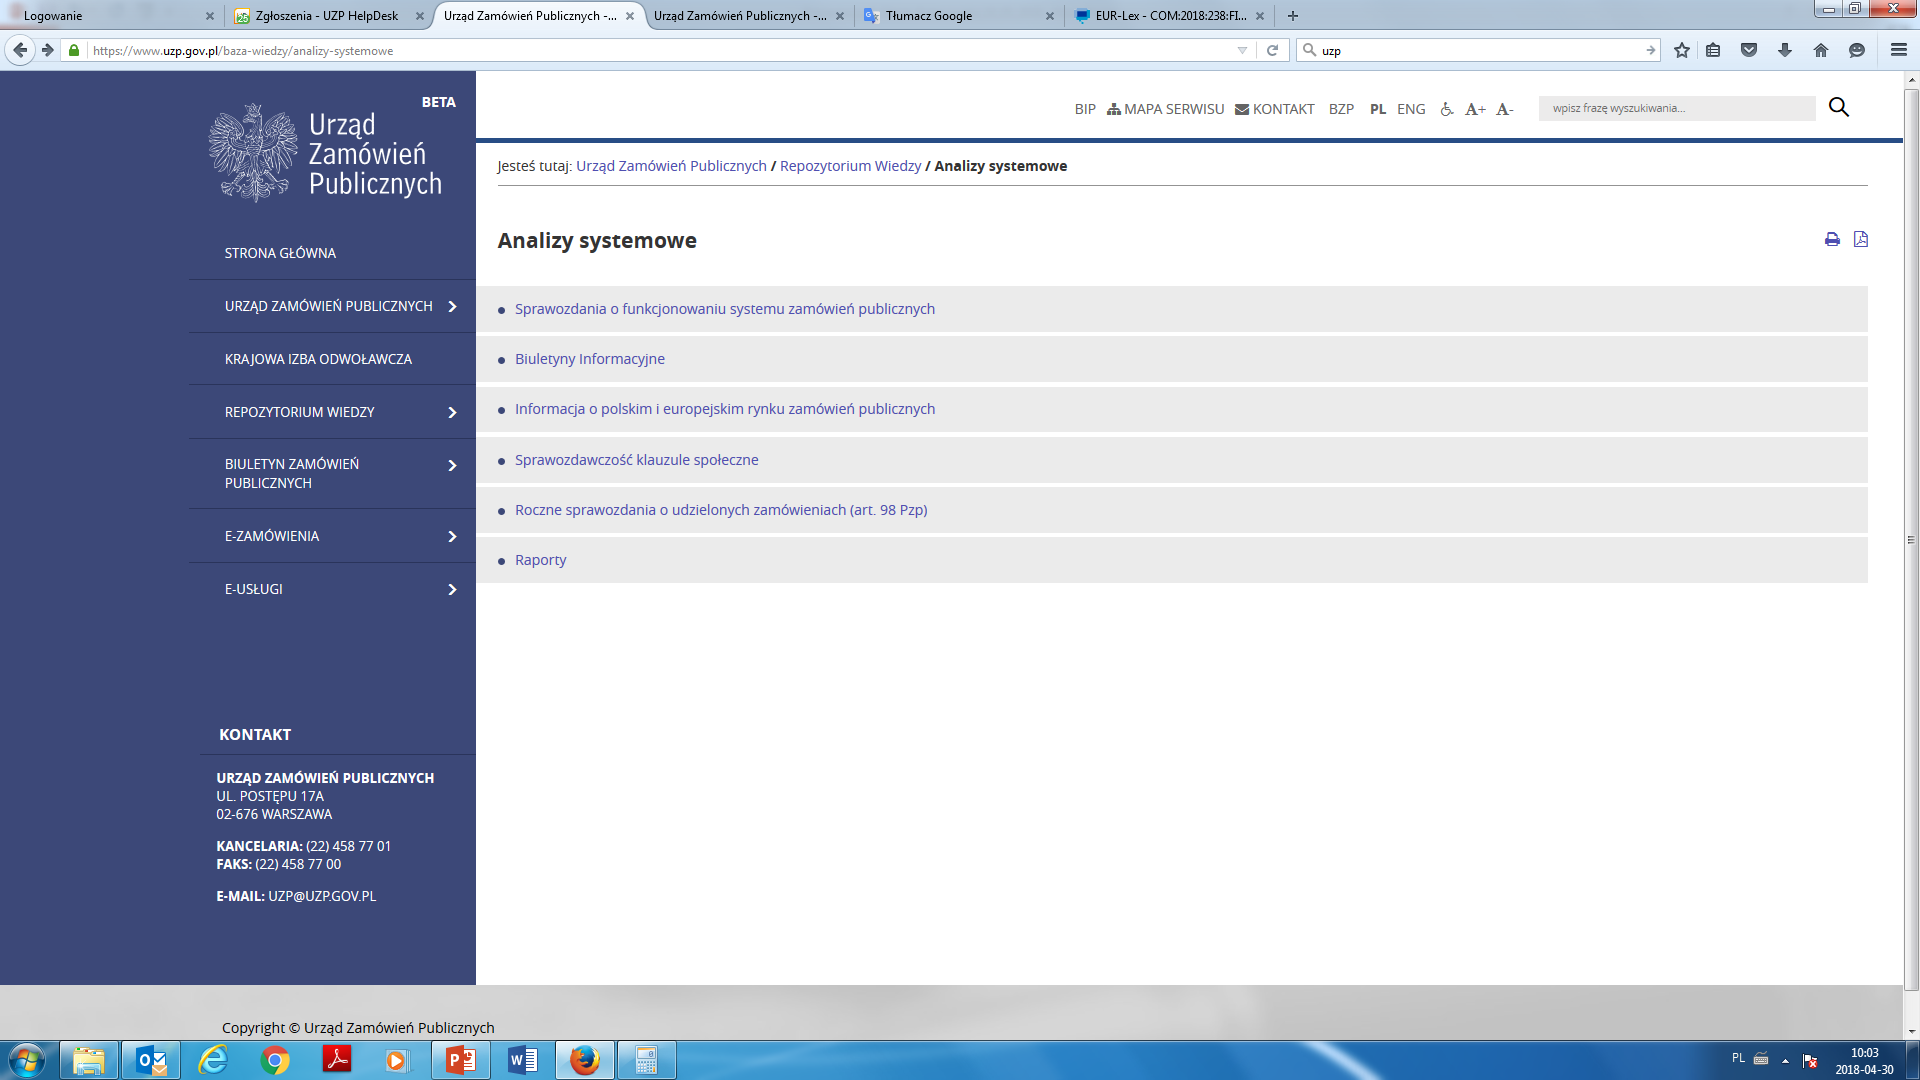 Logowanie
Zgłoszenia - UZP HelpDesk
Urząd Zamówień Publicznych -...
Urząd Zamówień Publicznych -...
Tłumacz Google
EUR-Lex - COM:2018:238:FI...
https://www.uzp.gov.pl/baza-wiedzy/analizy-systemowe
uzp
BETA
Urząd
Zamówień
Publicznych
BIP MAPA SERWISU KONTAKT BZP PL ENG A+ A-
wpisz frazę wyszukiwania...
Jesteś tutaj: Urząd Zamówień Publicznych / Repozytorium Wiedzy / Analizy systemowe
STRONA GŁÓWNA
URZĄD ZAMÓWIEŃ PUBLICZNYCH
KRAJOWA IZBA ODWOŁAWCZA
REPOZYTORIUM WIEDZY
BIULETYN ZAMÓWIEŃ
PUBLICZNYCH
E-ZAMÓWIENIA
E-USŁUGI
Analizy systemowe
Sprawozdania o funkcjonowaniu systemu zamówień publicznych
Biuletyny Informacyjne
Informacja o polskim i europejskim rynku zamówień publicznych
Sprawozdawczość klauzule społeczne
Roczne sprawozdania o udzielonych zamówieniach (art. 98 Pzp)
Raporty
KONTAKT
URZĄD ZAMÓWIEŃ PUBLICZNYCH
UL. POSTĘPU 17A
02-676 WARSZAWA
KANCELARIA: (22) 458 77 01
FAKS: (22) 458 77 00
E-MAIL: UZP@UZP.GOV.PL
Copyright © Urząd Zamówień Publicznych
PL
10:03
2018-04-30